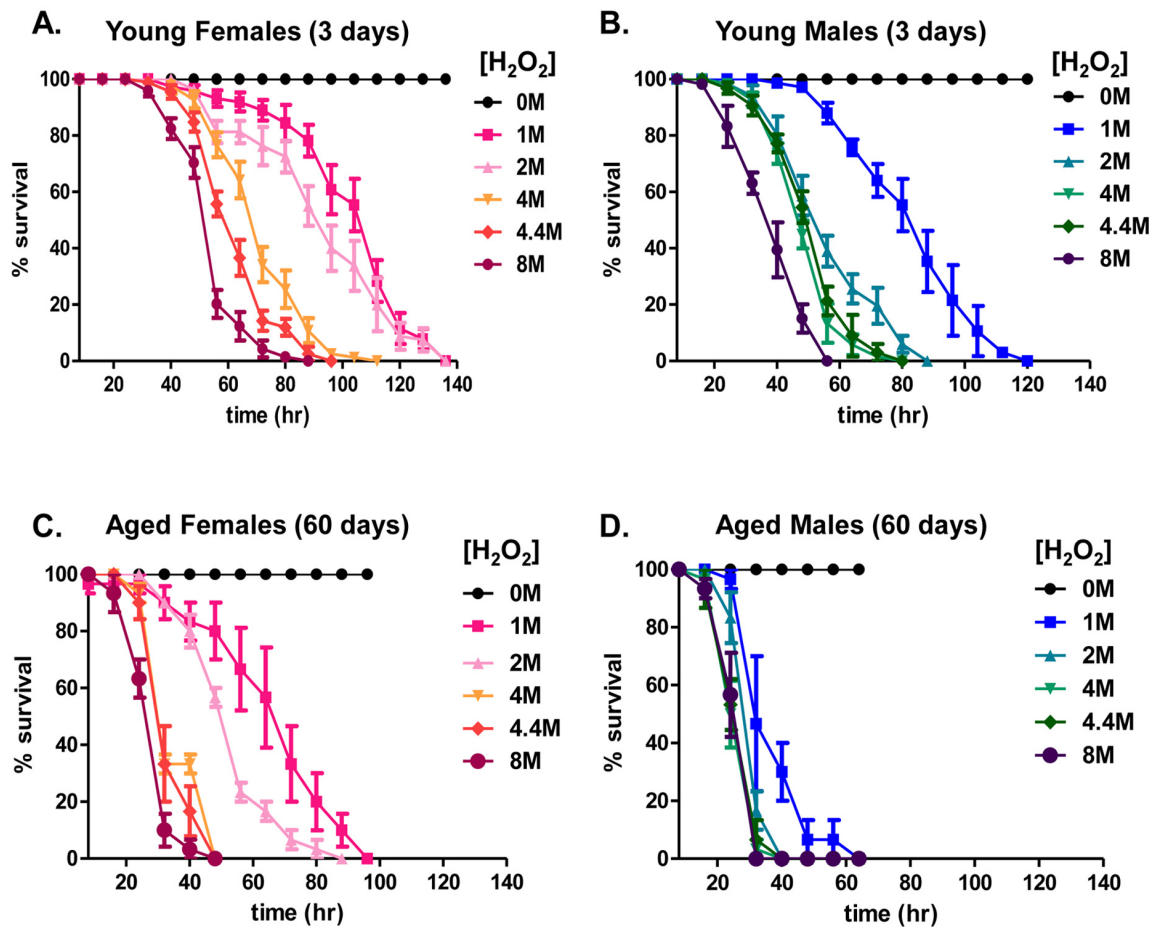 A. Young Females (3 days)
[H₂O₂]
0M
1M
2M
4M
4.4M
8M
% survival
100
80
60
40
20
0
20 40 60 80 100 120 140
time (hr)
B. Young Males (3 days)
[H₂O₂]
0M
1M
2M
4M
4.4M
8M
% survival
100
80
60
40
20
0
20 40 60 80 100 120 140
time (hr)
C. Aged Females (60 days)
[H₂O₂]
0M
1M
2M
4M
4.4M
8M
% survival
100
80
60
40
20
0
20 40 60 80 100 120 140
time (hr)
D. Aged Males (60 days)
[H₂O₂]
0M
1M
2M
4M
4.4M
8M
% survival
100
80
60
40
20
0
20 40 60 80 100 120 140
time (hr)